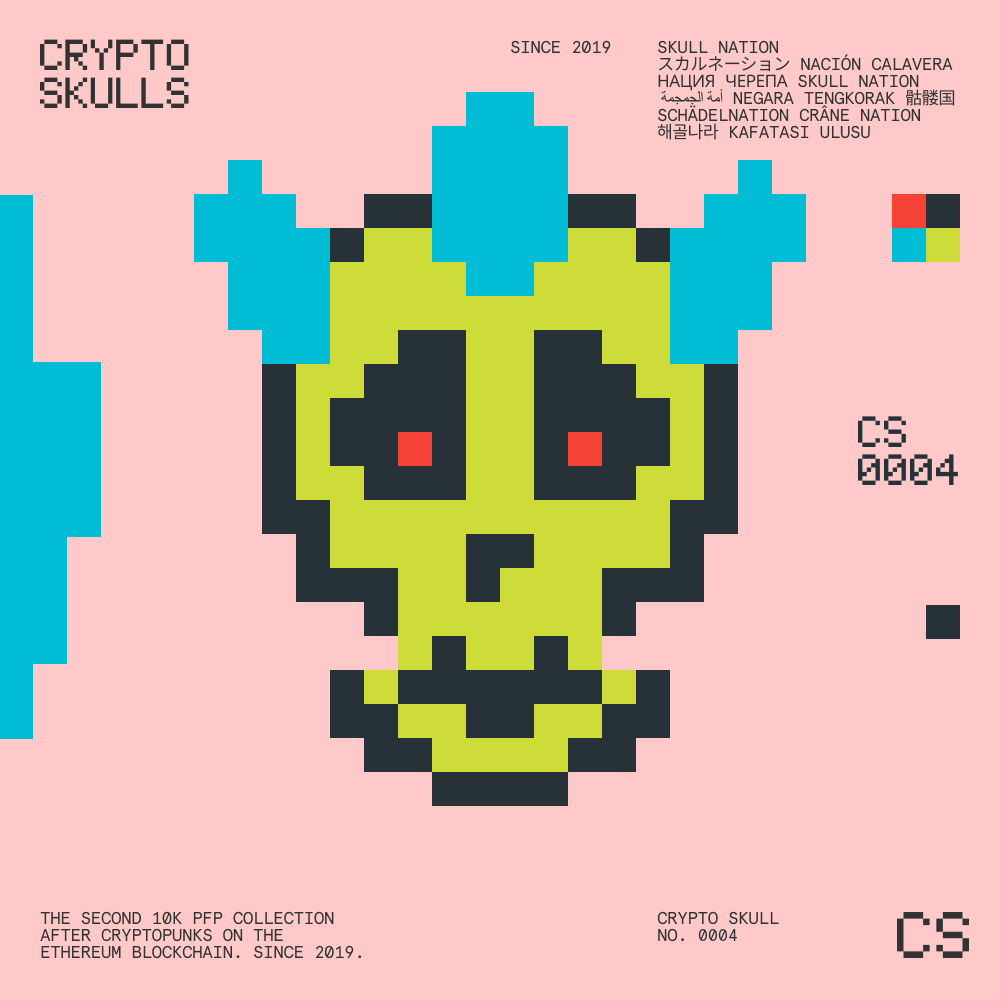 CRYPTO
SKULLS
SINCE 2019
SKULL NATION
スカルネーション NACIÓN CALAVERA
НАЦИЯ ЧЕРЕПА SKULL NATION
أمة الجمجمة NEGARA TENGKORAK 骷髅国
SCHÄDELNATION CRÂNE NATION
해골나라 KAFATASI ULUSU
CS
0004
THE SECOND 10K PFP COLLECTION
AFTER CRYPTOPUNKS ON THE
ETHEREUM BLOCKCHAIN. SINCE 2019.
CRYPTO SKULL
NO. 0004
CS